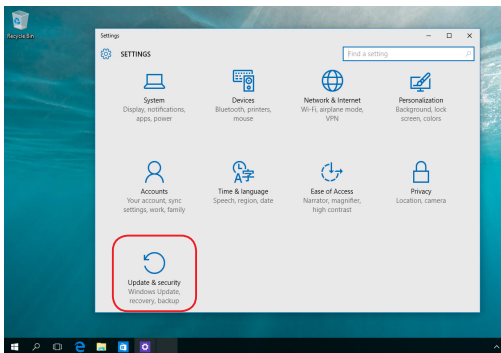 Recycle Bin
Settings
SETTINGS
Find a setting
System
Display, notifications,
apps, power
Devices
Bluetooth, printers,
mouse
Network & Internet
Wi-Fi, airplane mode,
VPN
Personalization
Background, lock
screen, colors
Accounts
Your account, sync
settings, work, family
Time & language
Speech, region, date
Ease of Access
Narrator, magnifier,
high contrast
Privacy
Location, camera
Update & security
Windows Update,
recovery, backup